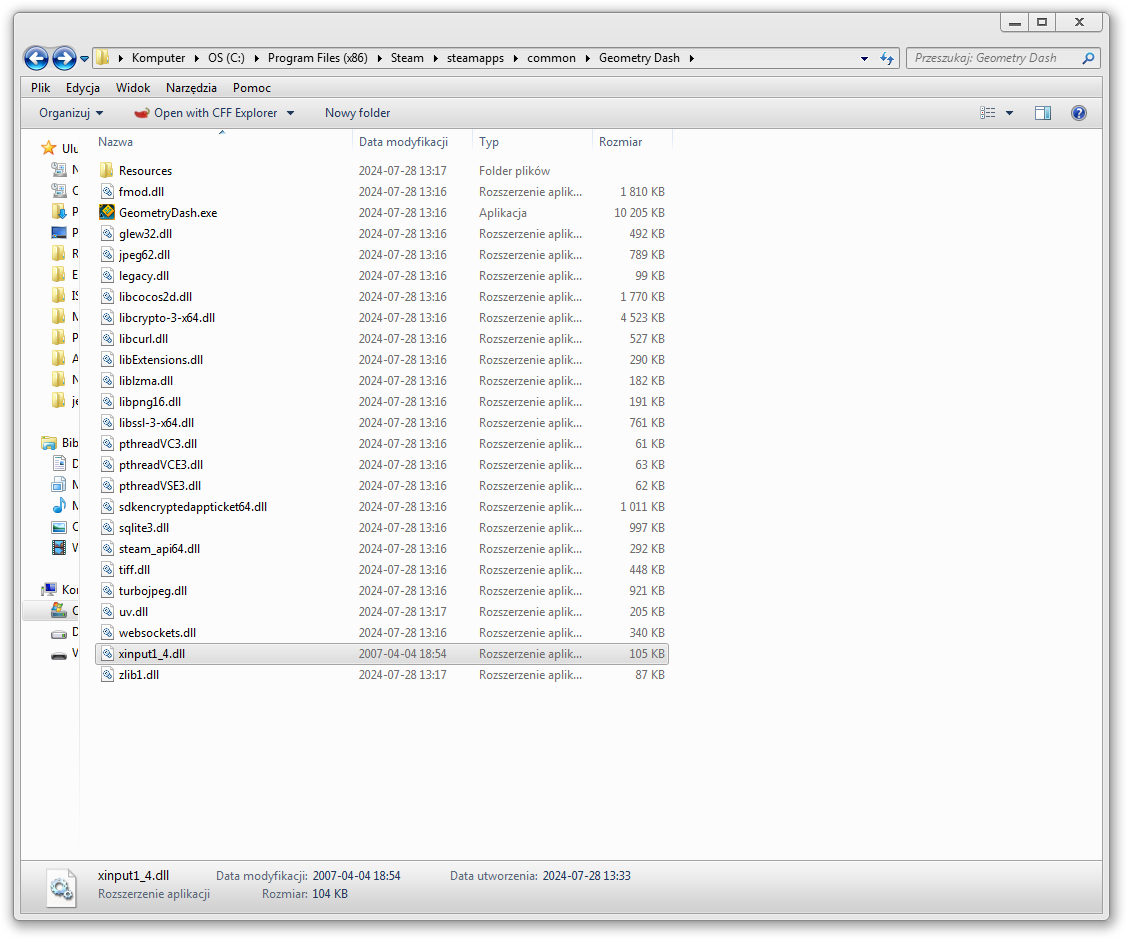 Komputer OS (C:) Program Files (x86) Steam steamapps common Geometry Dash
Przeszukaj: Geometry Dash
Plik Edycja Widok Narzędzia Pomoc
Organizuj Open with CFF Explorer Nowy folder
Nazwa Data modyfikacji Typ Rozmiar
Resources 2024-07-28 13:17 Folder plików
fmod.dll 2024-07-28 13:16 Rozszerzenie aplik... 1 810 KB
GeometryDash.exe 2024-07-28 13:16 Aplikacja 10 205 KB
glew32.dll 2024-07-28 13:16 Rozszerzenie aplik... 492 KB
jpeg62.dll 2024-07-28 13:16 Rozszerzenie aplik... 789 KB
legacy.dll 2024-07-28 13:16 Rozszerzenie aplik... 99 KB
libcocos2d.dll 2024-07-28 13:16 Rozszerzenie aplik... 1 770 KB
libcrypto-3-x64.dll 2024-07-28 13:16 Rozszerzenie aplik... 4 523 KB
libcurl.dll 2024-07-28 13:16 Rozszerzenie aplik... 527 KB
libExtensions.dll 2024-07-28 13:16 Rozszerzenie aplik... 290 KB
liblzma.dll 2024-07-28 13:16 Rozszerzenie aplik... 182 KB
libpng16.dll 2024-07-28 13:16 Rozszerzenie aplik... 191 KB
libssl-3-x64.dll 2024-07-28 13:16 Rozszerzenie aplik... 761 KB
pthreadVC3.dll 2024-07-28 13:16 Rozszerzenie aplik... 61 KB
pthreadVCE3.dll 2024-07-28 13:16 Rozszerzenie aplik... 63 KB
pthreadVSE3.dll 2024-07-28 13:16 Rozszerzenie aplik... 62 KB
sdkencryptedappticket64.dll 2024-07-28 13:16 Rozszerzenie aplik... 1 011 KB
sqlite3.dll 2024-07-28 13:16 Rozszerzenie aplik... 997 KB
steam_api64.dll 2024-07-28 13:16 Rozszerzenie aplik... 292 KB
tiff.dll 2024-07-28 13:16 Rozszerzenie aplik... 448 KB
turbojpeg.dll 2024-07-28 13:16 Rozszerzenie aplik... 921 KB
uv.dll 2024-07-28 13:17 Rozszerzenie aplik... 205 KB
websockets.dll 2024-07-28 13:16 Rozszerzenie aplik... 340 KB
xinput1_4.dll 2007-04-04 18:54 Rozszerzenie aplik... 105 KB
zlib1.dll 2024-07-28 13:17 Rozszerzenie aplik... 87 KB
xinput1_4.dll Data modyfikacji: 2007-04-04 18:54 Data utworzenia: 2024-07-28 13:33
Rozszerzenie aplikacji Rozmiar: 104 KB